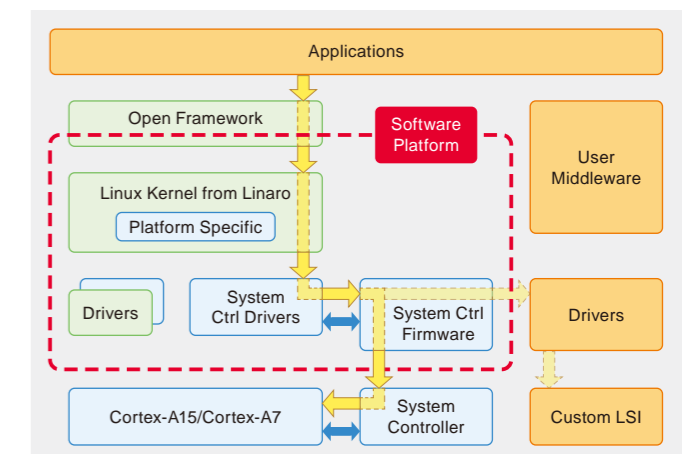 Applications
Open Framework
Software
Platform
User
Middleware
Linux Kernel from Linaro
Platform Specific
Drivers
System
Ctrl Drivers
System Ctrl
Firmware
Drivers
Cortex-A15/Cortex-A7
System
Controller
Custom LSI